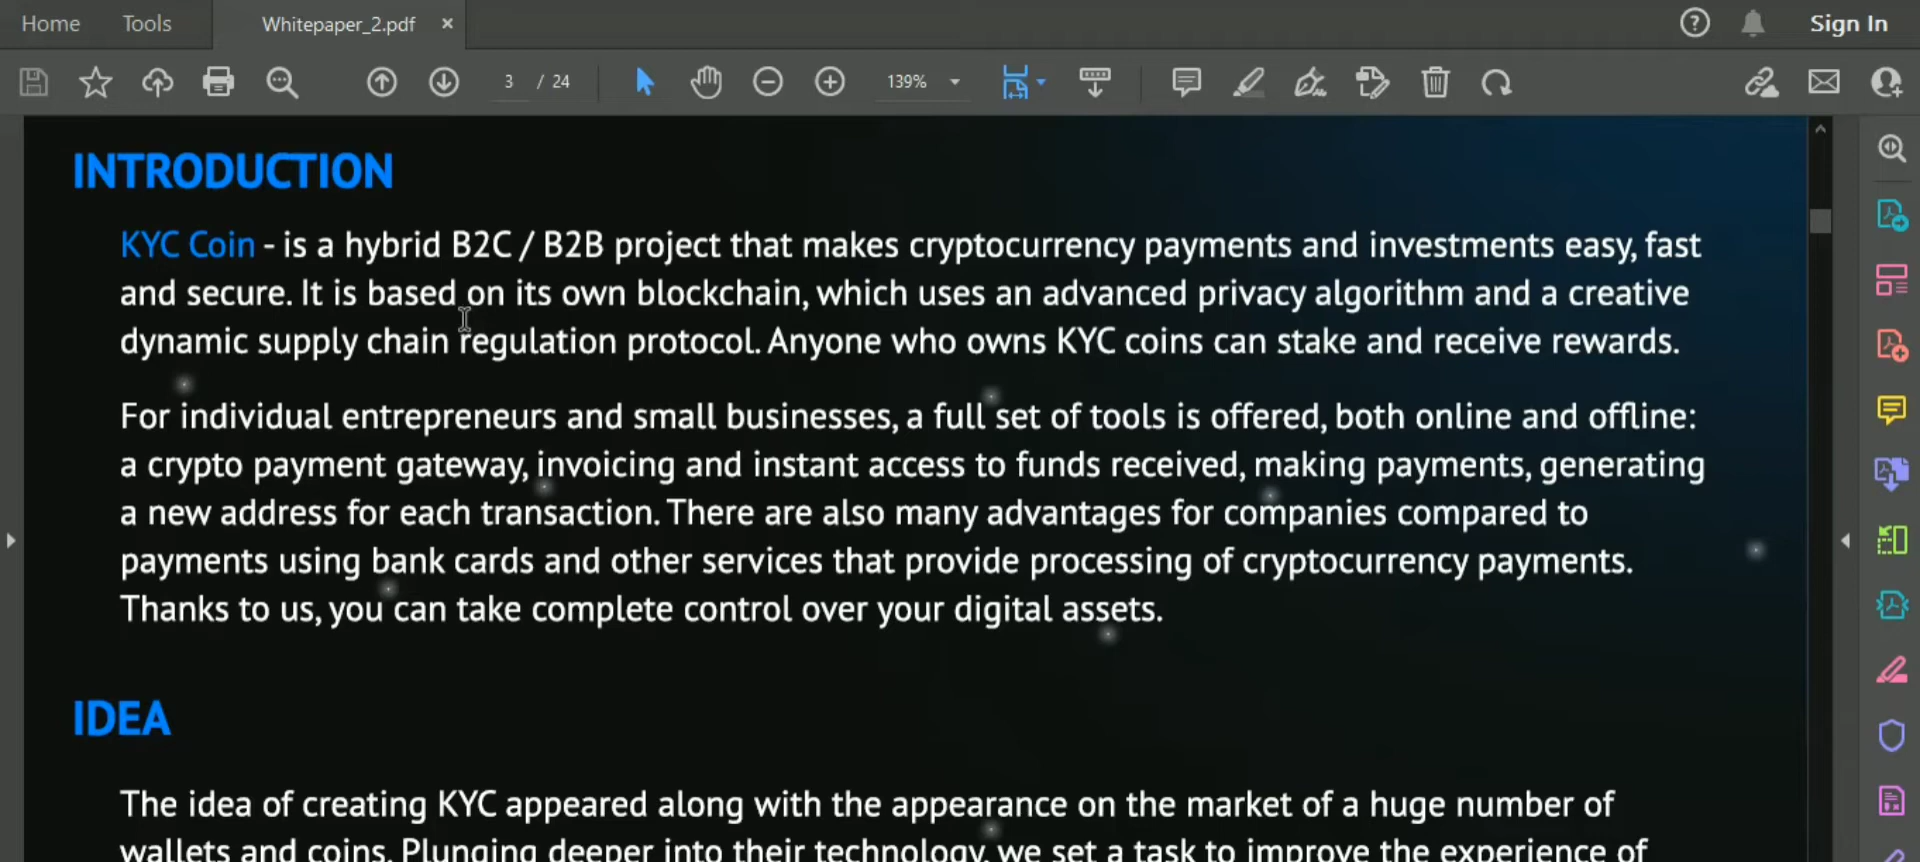 Home Tools Whitepaper_2.pdf × Sign In
3 / 24 139%
INTRODUCTION
KYC Coin - is a hybrid B2C / B2B project that makes cryptocurrency payments and investments easy, fast
and secure. It is based on its own blockchain, which uses an advanced privacy algorithm and a creative
dynamic supply chain regulation protocol. Anyone who owns KYC coins can stake and receive rewards.
For individual entrepreneurs and small businesses, a full set of tools is offered, both online and offline:
a crypto payment gateway, invoicing and instant access to funds received, making payments, generating
a new address for each transaction. There are also many advantages for companies compared to
payments using bank cards and other services that provide processing of cryptocurrency payments.
Thanks to us, you can take complete control over your digital assets.
IDEA
The idea of creating KYC appeared along with the appearance on the market of a huge number of
wallets and coins. Plunging deeper into their technology, we set a task to improve the experience of